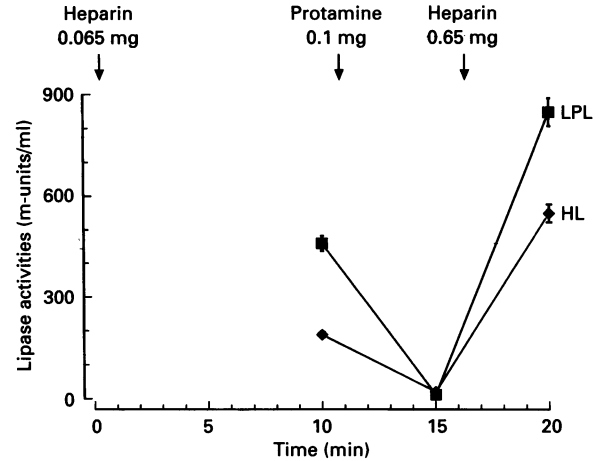 Heparin
0.065 mg
Protamine
0.1 mg
Heparin
0.65 mg
Lipase activities (m-units/ml)
900
600
300
0
LPL
HL
0
5
10
15
20
Time (min)